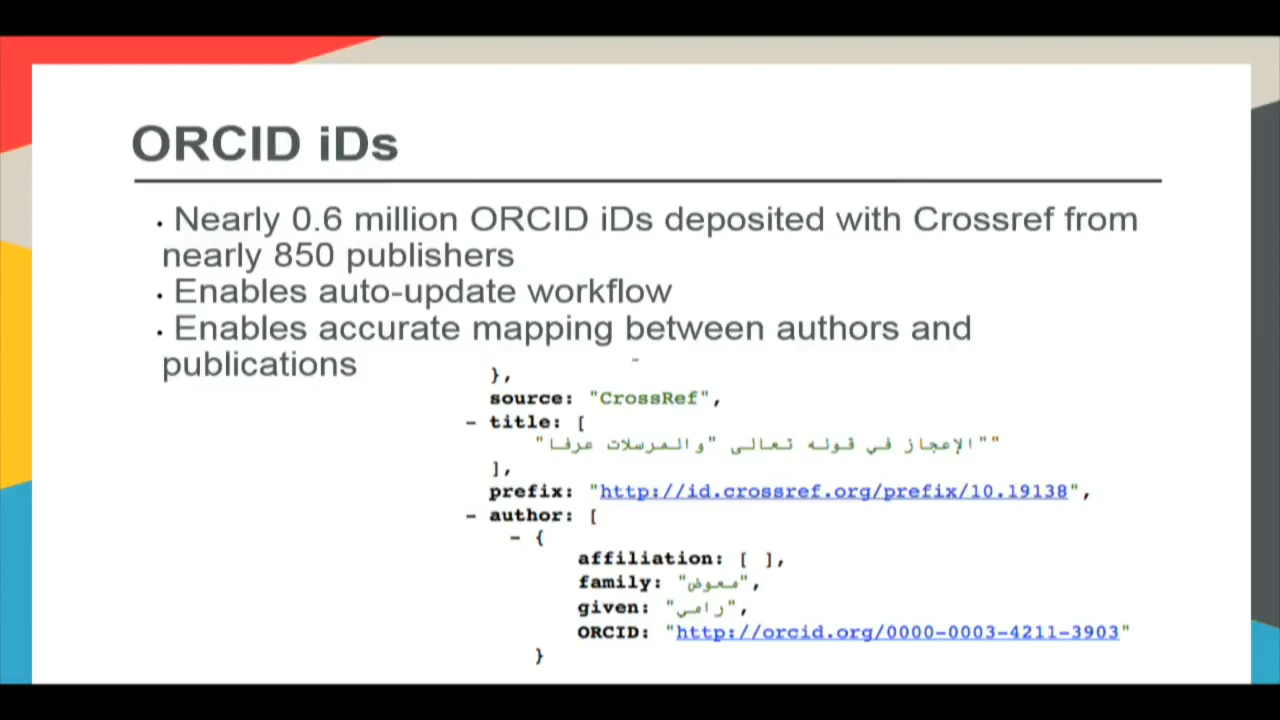 ORCID iDs
· Nearly 0.6 million ORCID iDs deposited with Crossref from
nearly 850 publishers
· Enables auto-update workflow
· Enables accurate mapping between authors and
publications
},
source: "CrossRef",
- title: [
""الإعجاز في قوله تعالى "والمرسلات عرفا"
],
prefix: "http://id.crossref.org/prefix/10.19138",
- author: [
- {
affiliation: [ ],
family: "معوض",
given: "رامي",
ORCID: "http://orcid.org/0000-0003-4211-3903"
}